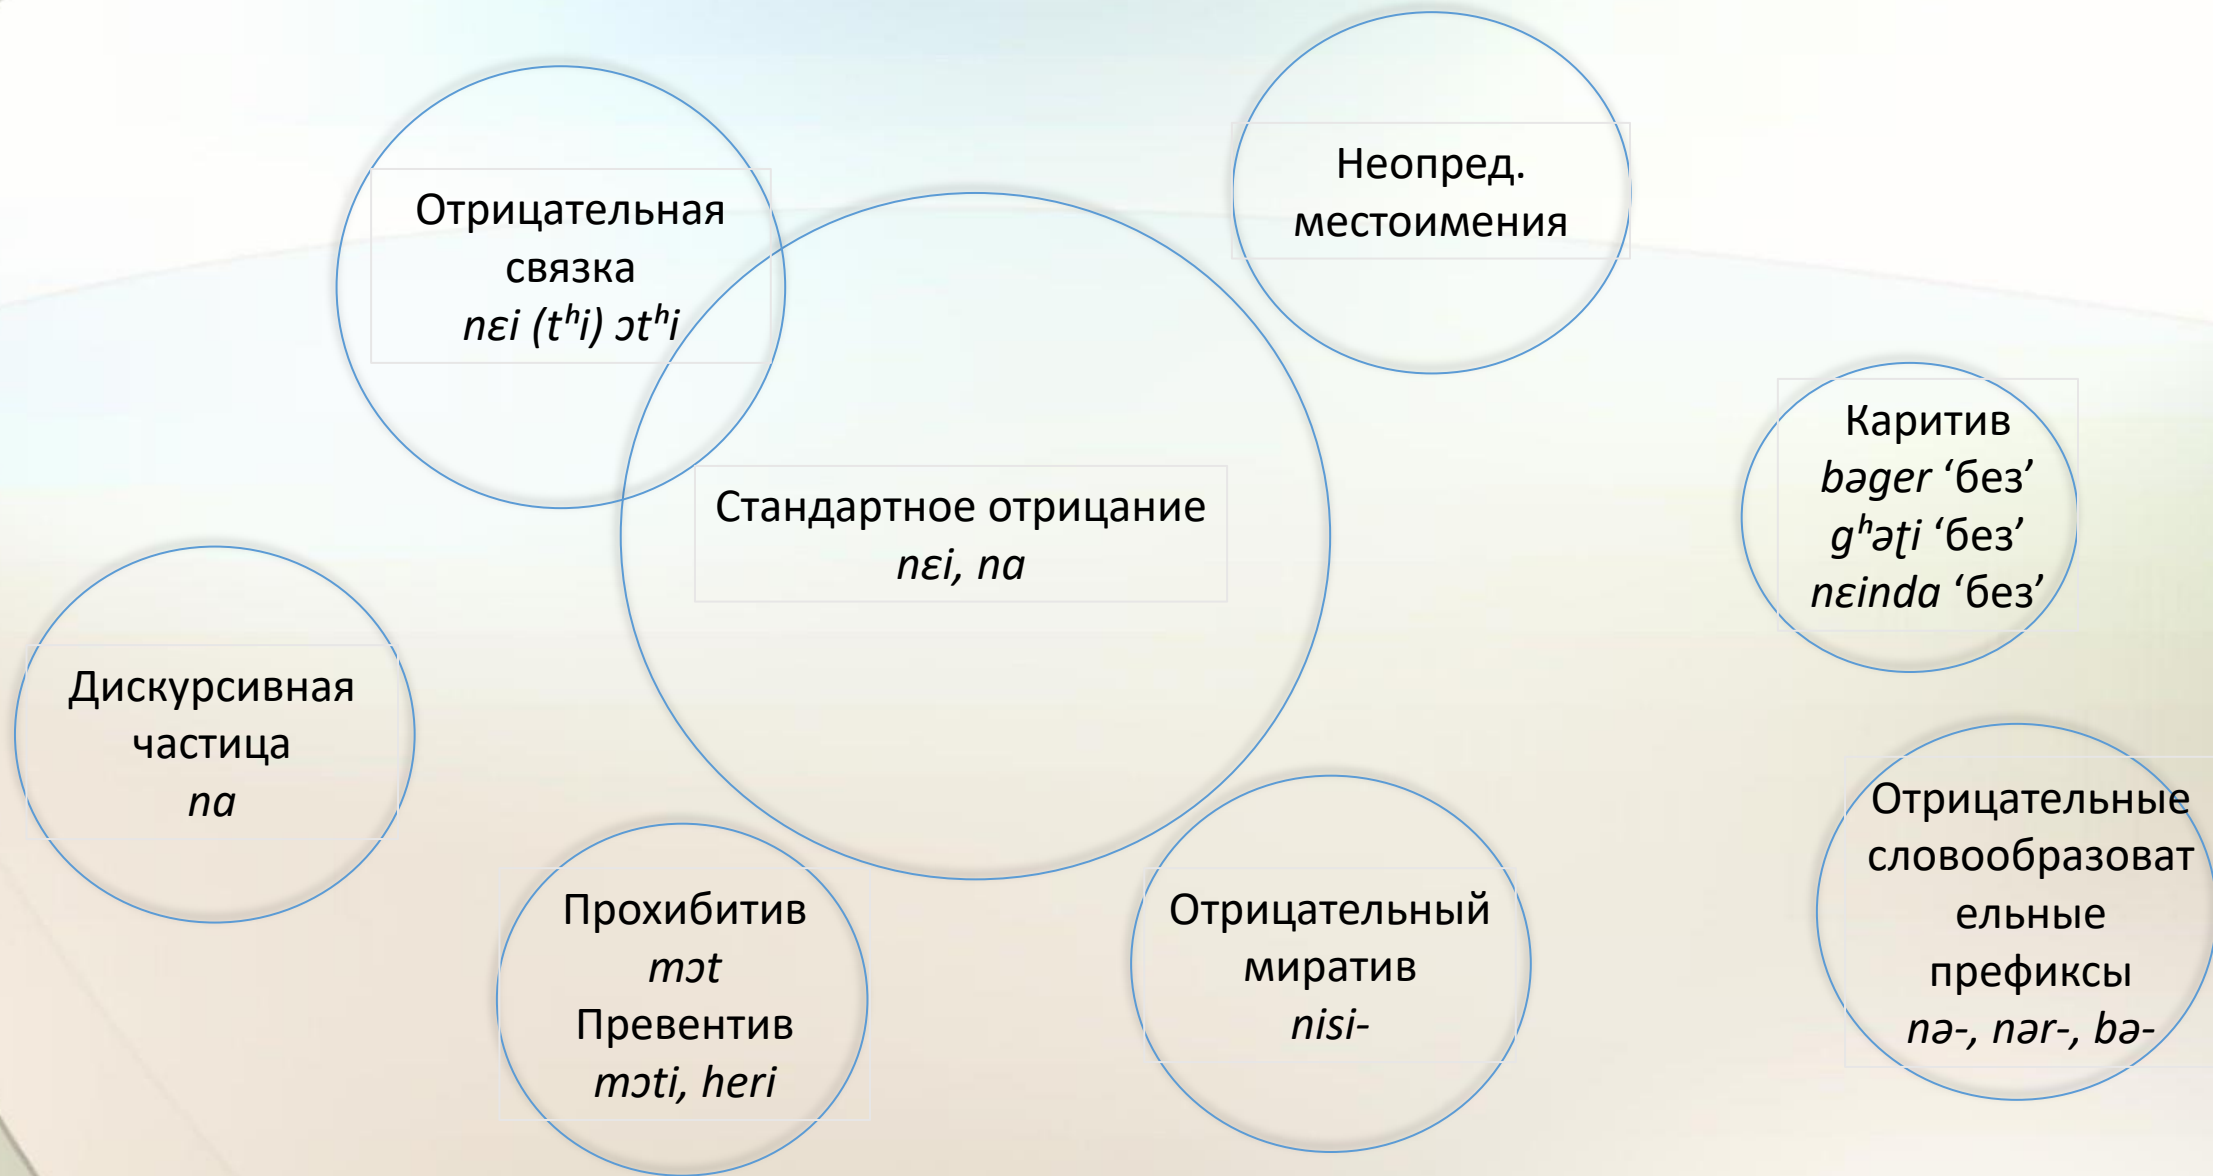 Отрицательная
связка
nɛi (tʰi) ɔtʰi
Неопред.
местоимения
Стандартное отрицание
nɛi, na
Каритив
bəger ‘без’
gʰəʈi ‘без’
nɛinda ‘без’
Дискурсивная
частица
na
Прохибитив
mɔt
Превентив
mɔti, heri
Отрицательный
миратив
nisi-
Отрицательные
словообразоват
ельные
префиксы
nə-, nər-, bə-